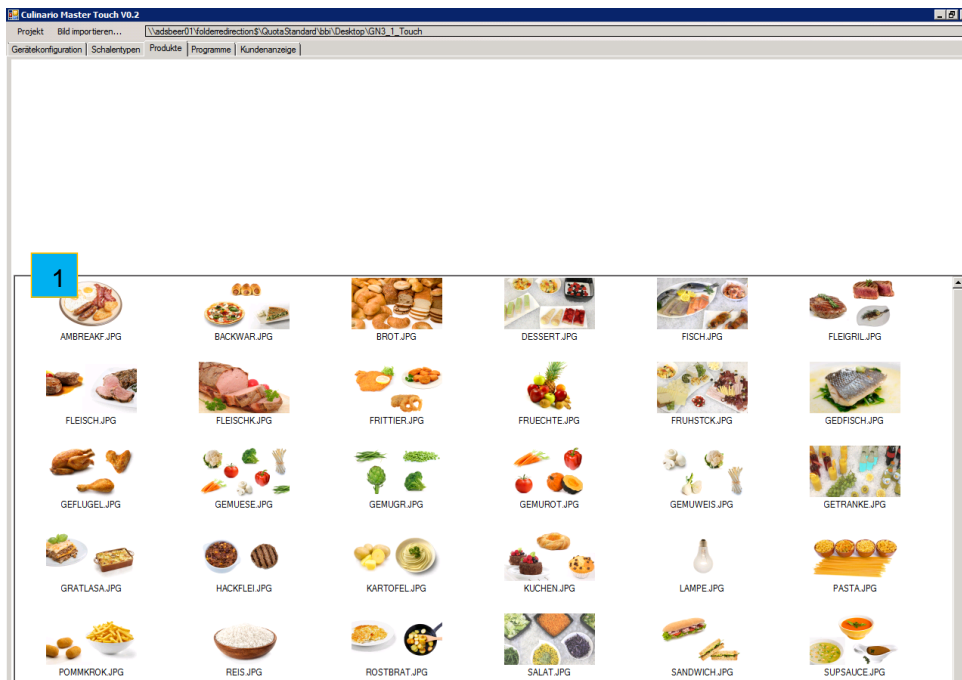 Culinario Master Touch V0.2
Projekt Bild importieren... \\adsbeer01\folderredirection$\QuotaStandard\bbi\Desktop\GN3_1_Touch
Gerätekonfiguration Schalentypen Produkte Programme Kundenanzeige
1
AMBREAKF.JPG BACKWAR.JPG BROT.JPG DESSERT.JPG FISCH.JPG FLEIGRIL.JPG
FLEISCH.JPG FLEISCHK.JPG FRITTIER.JPG FRUECHTE.JPG FRUHSTCK.JPG GEDFISCH.JPG
GEFLUGEL.JPG GEMUESE.JPG GEMUGR.JPG GEMUROT.JPG GEMUWEIS.JPG GETRANKE.JPG
GRATLASA.JPG HACKFLEI.JPG KARTOFEL.JPG KUCHEN.JPG LAMPE.JPG PASTA.JPG
POMMKROK.JPG REIS.JPG ROSTBRAT.JPG SALAT.JPG SANDWICH.JPG SUPSAUCE.JPG